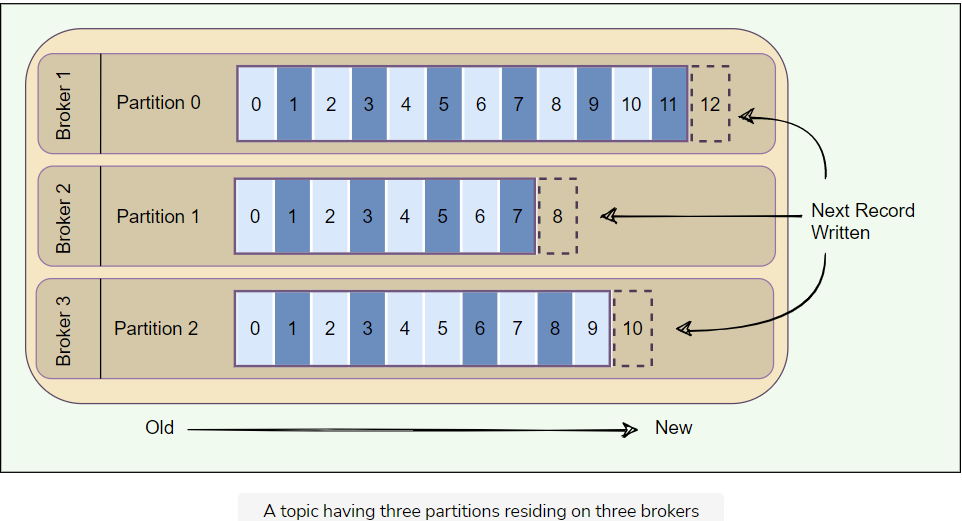 Broker 1
Partition 0
0 1 2 3 4 5 6 7 8 9 10 11 12
Broker 2
Partition 1
0 1 2 3 4 5 6 7 8
Next Record
Written
Broker 3
Partition 2
0 1 2 3 4 5 6 7 8 9 10
Old
New
A topic having three partitions residing on three brokers